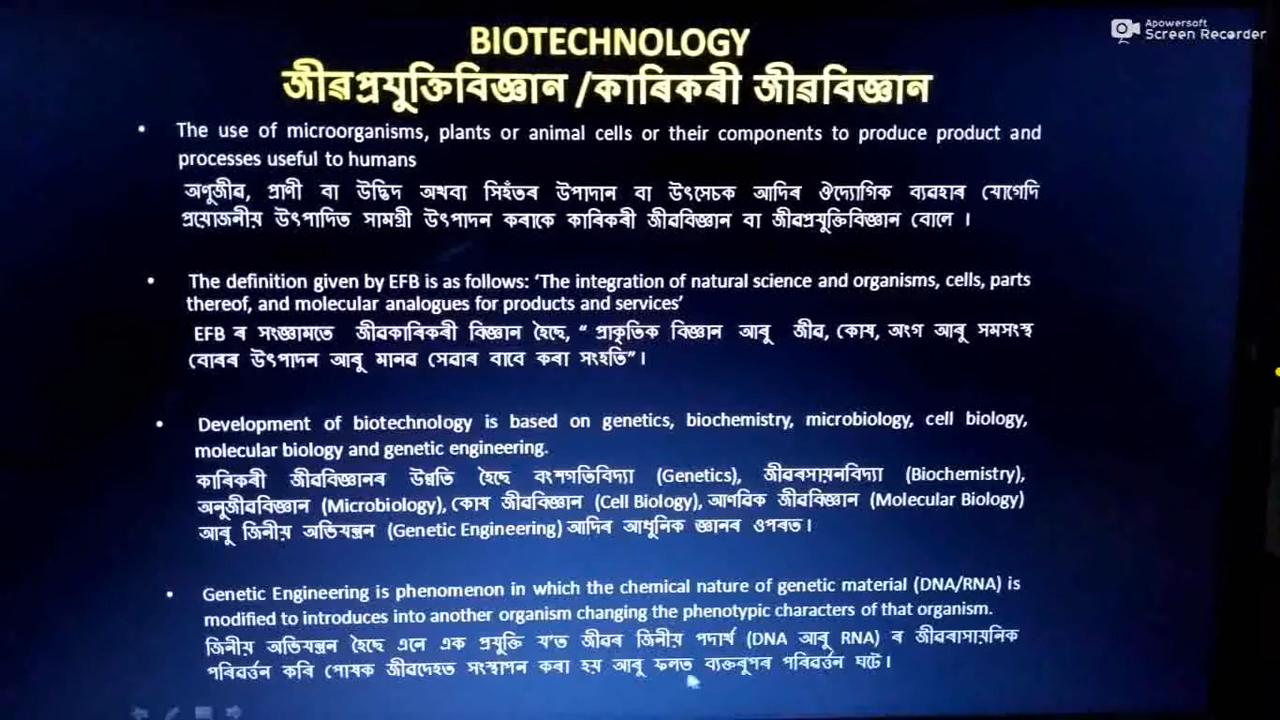 Apowersoft
Screen Recorder
BIOTECHNOLOGY
জীৱপ্ৰযুক্তিবিজ্ঞান /কাৰিকৰী জীৱবিজ্ঞান
• The use of microorganisms, plants or animal cells or their components to produce product and
processes useful to humans
অণুজীৱ, প্ৰাণী বা উদ্ভিদ অথবা সিহঁতৰ উপাদান বা উৎসেচক আদিৰ ঔদ্যোগিক ব্যৱহাৰ যোগেদি
প্ৰয়োজনীয় উৎপাদিত সামগ্ৰী উৎপাদন কৰাকে কাৰিকৰী জীৱবিজ্ঞান বা জীৱপ্ৰযুক্তিবিজ্ঞান বোলে ।
• The definition given by EFB is as follows: ‘The integration of natural science and organisms, cells, parts
thereof, and molecular analogues for products and services’
EFB ৰ সংজ্ঞামতে জীৱকাৰিকৰী বিজ্ঞান হৈছে, “ প্ৰাকৃতিক বিজ্ঞান আৰু জীৱ, কোষ, অংগ আৰু সমসংস্থ
বোৰৰ উৎপাদন আৰু মানৱ সেৱাৰ বাবে কৰা সংহতি”।
• Development of biotechnology is based on genetics, biochemistry, microbiology, cell biology,
molecular biology and genetic engineering.
কাৰিকৰী জীৱবিজ্ঞানৰ উন্নতি হৈছে বংশগতিবিদ্যা (Genetics), জীৱৰসায়নবিদ্যা (Biochemistry),
অনুজীৱবিজ্ঞান (Microbiology), কোষ জীৱবিজ্ঞান (Cell Biology), আণৱিক জীৱবিজ্ঞান (Molecular Biology)
আৰু জিনীয় অভিযন্ত্ৰন (Genetic Engineering) আদিৰ আধুনিক জ্ঞানৰ ওপৰত।
• Genetic Engineering is phenomenon in which the chemical nature of genetic material (DNA/RNA) is
modified to introduces into another organism changing the phenotypic characters of that organism.
জিনীয় অভিযন্ত্ৰন হৈছে এনে এক প্ৰযুক্তি য'ত জীৱৰ জিনীয় পদাৰ্থ (DNA আৰু RNA) ৰ জীৱৰাসায়নিক
পৰিৱৰ্ত্তন কৰি পোষক জীৱদেহত সংস্থাপন কৰা হয় আৰু ফলত ব্যক্তৰূপৰ পৰিৱৰ্ত্তন ঘটে।